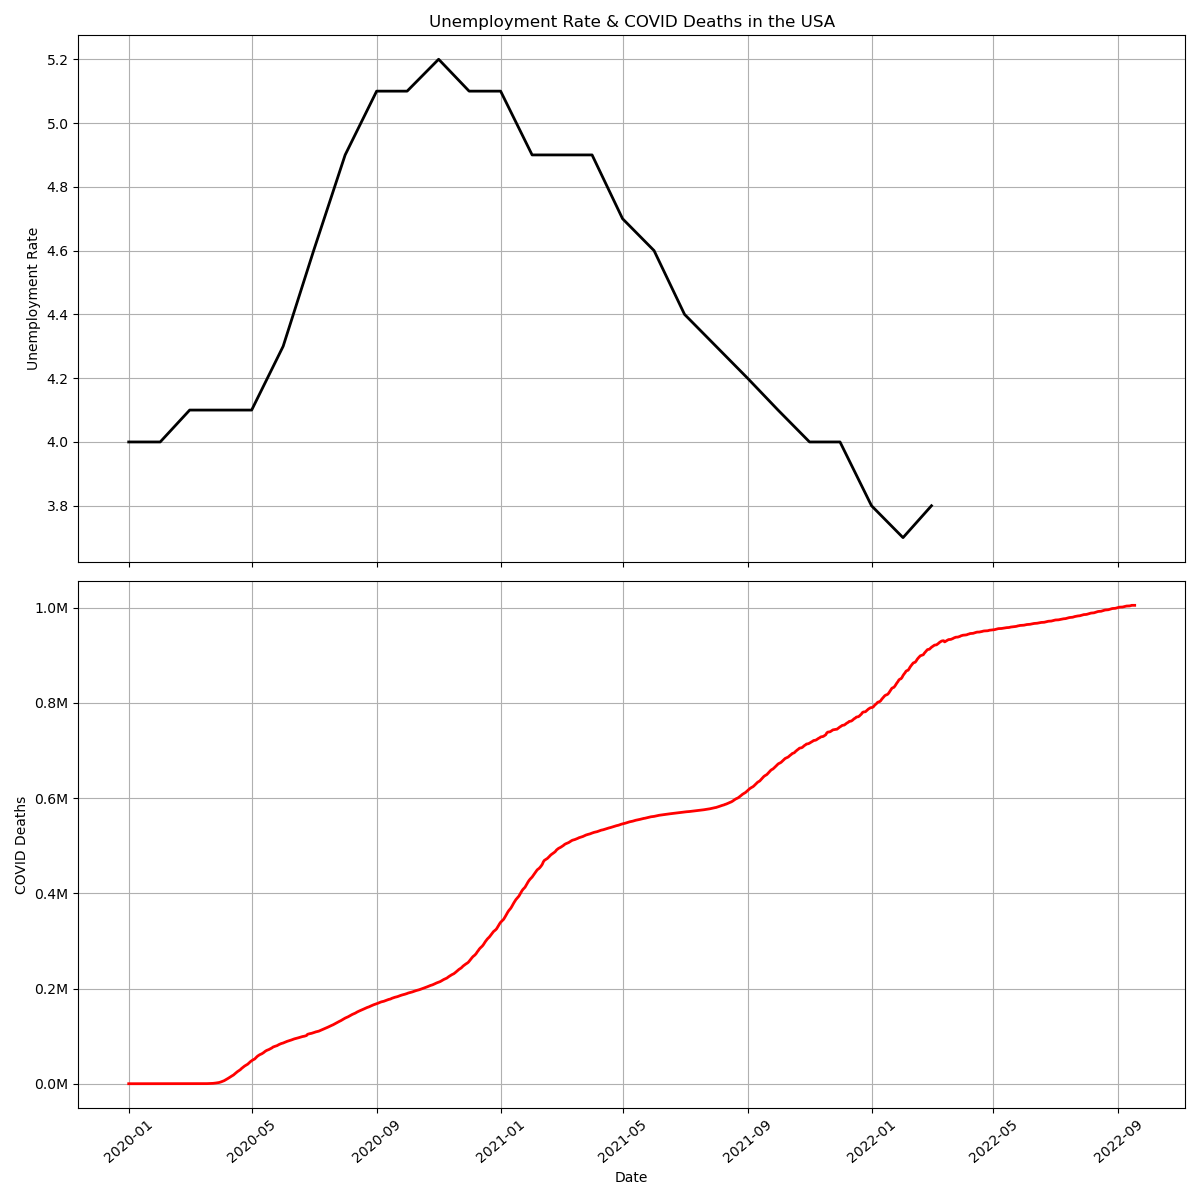 Unemployment Rate & COVID Deaths in the USA
Unemployment Rate
5.2
5.0
4.8
4.6
4.4
4.2
4.0
3.8
COVID Deaths
1.0M
0.8M
0.6M
0.4M
0.2M
0.0M
2020-01
2020-05
2020-09
2021-01
2021-05
2021-09
2022-01
2022-05
2022-09
Date